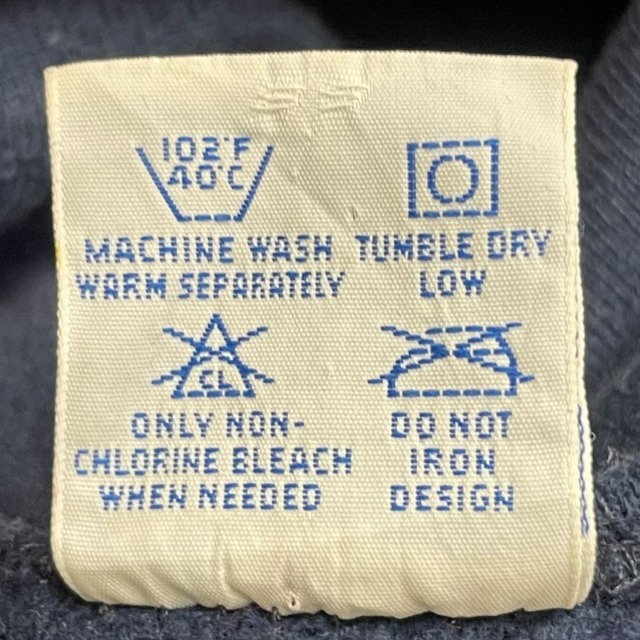 102°F
40°C
MACHINE WASH
WARM SEPARATELY
TUMBLE DRY
LOW
CL
ONLY NON-
CHLORINE BLEACH
WHEN NEEDED
DO NOT
IRON
DESIGN